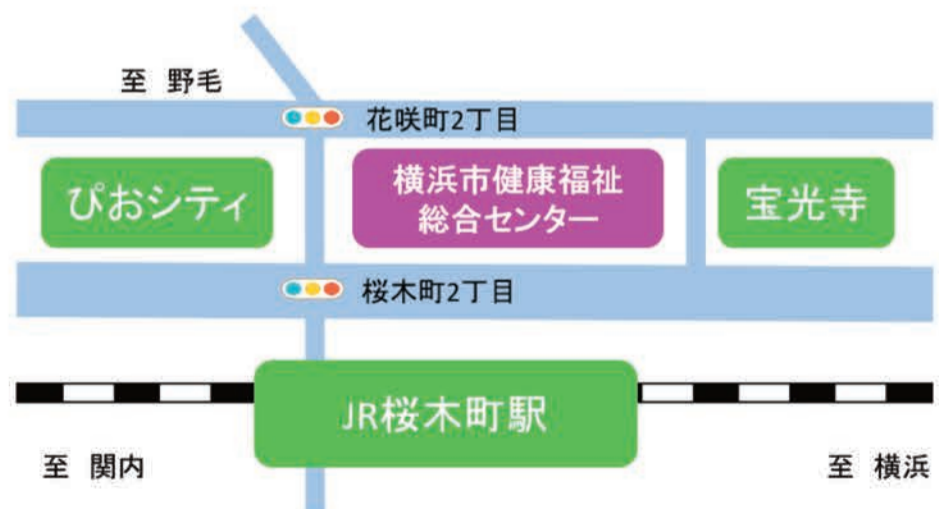 至 野毛
花咲町2丁目
ぴおシティ
横浜市健康福祉
総合センター
宝光寺
桜木町2丁目
JR桜木町駅
至 関内
至 横浜